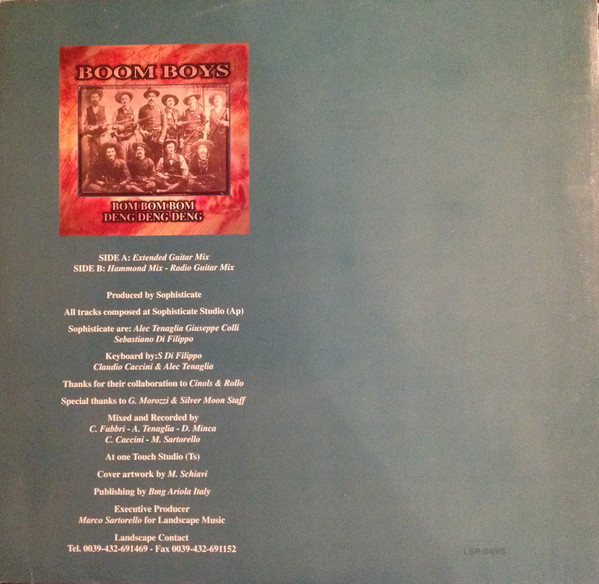 BOOM BOYS
BOM BOM BOM
DENG DENG DENG
SIDE A: Extended Guitar Mix
SIDE B: Hammond Mix - Radio Guitar Mix
Produced by Sophisticate
All tracks composed at Sophisticate Studio (Ap)
Sophisticate are: Alec Tenaglia Giuseppe Colli
Sebastiano Di Filippo
Keyboard by:S Di Filippo
Claudio Caccini & Alec Tenaglia
Thanks for their collaboration to Cinols & Rollo
Special thanks to G. Morozzi & Silver Moon Staff
Mixed and Recorded by
C. Fabbri - A. Tenaglia - D. Minca
C. Caccini - M. Sartorello
At one Touch Studio (Ts)
Cover artwork by M. Schiavi
Publishing by Bmg Ariola Italy
Executive Producer
Marco Sartorello for Landscape Music
Landscape Contact
Tel. 0039-432-691469 - Fax 0039-432-691152
LSP 0495